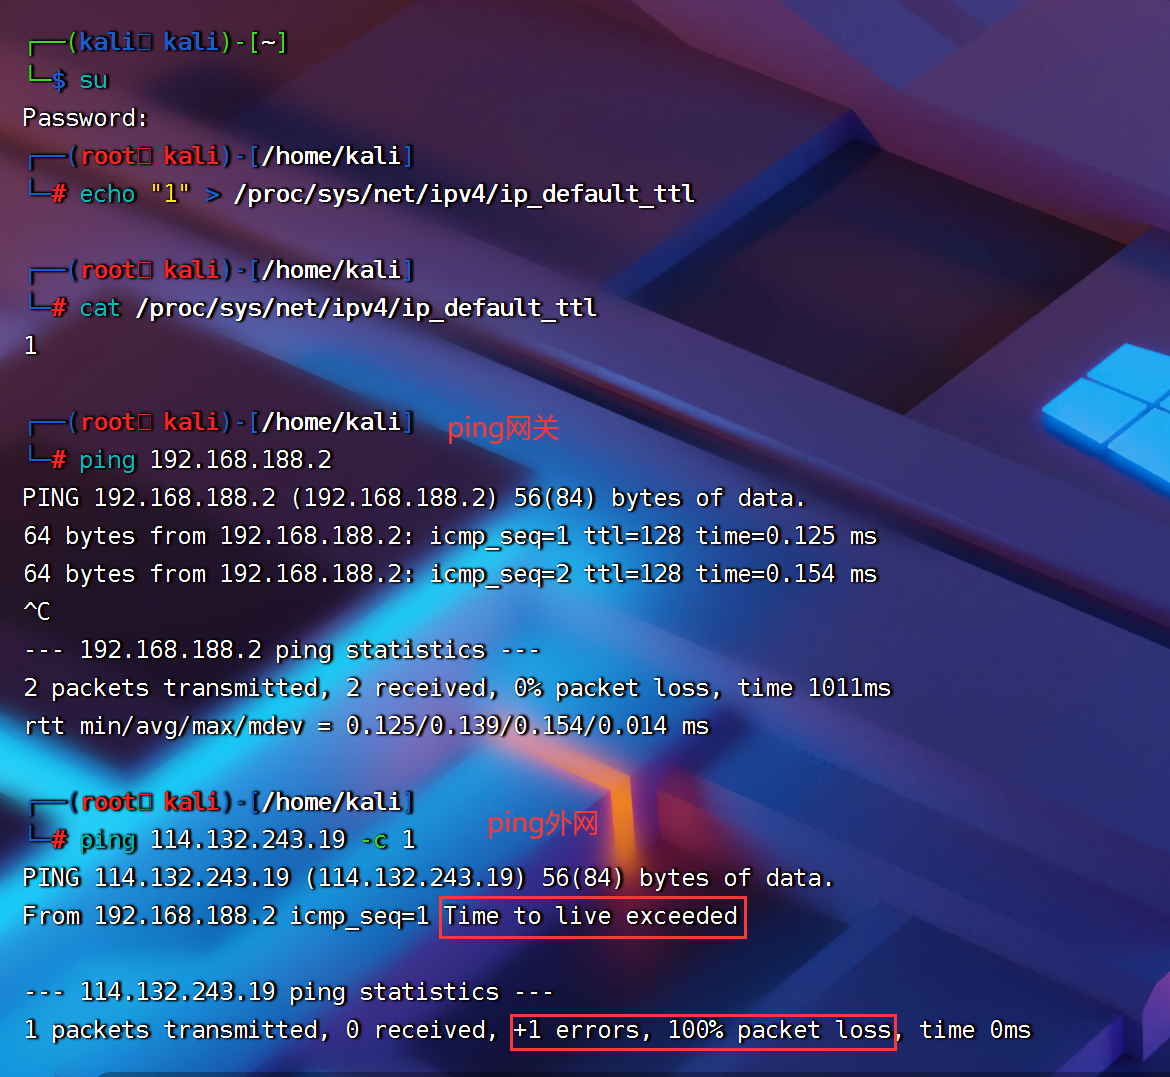 ┌──(kali㉿ kali)-[~]
└─$ su
Password:
┌──(root㉿ kali)-[/home/kali]
└─# echo "1" > /proc/sys/net/ipv4/ip_default_ttl
┌──(root㉿ kali)-[/home/kali]
└─# cat /proc/sys/net/ipv4/ip_default_ttl
1
┌──(root㉿ kali)-[/home/kali]
ping网关
└─# ping 192.168.188.2
PING 192.168.188.2 (192.168.188.2) 56(84) bytes of data.
64 bytes from 192.168.188.2: icmp_seq=1 ttl=128 time=0.125 ms
64 bytes from 192.168.188.2: icmp_seq=2 ttl=128 time=0.154 ms
^C
--- 192.168.188.2 ping statistics ---
2 packets transmitted, 2 received, 0% packet loss, time 1011ms
rtt min/avg/max/mdev = 0.125/0.139/0.154/0.014 ms
┌──(root㉿ kali)-[/home/kali]
ping外网
└─# ping 114.132.243.19 -c 1
PING 114.132.243.19 (114.132.243.19) 56(84) bytes of data.
From 192.168.188.2 icmp_seq=1 Time to live exceeded
--- 114.132.243.19 ping statistics ---
1 packets transmitted, 0 received, +1 errors, 100% packet loss, time 0ms